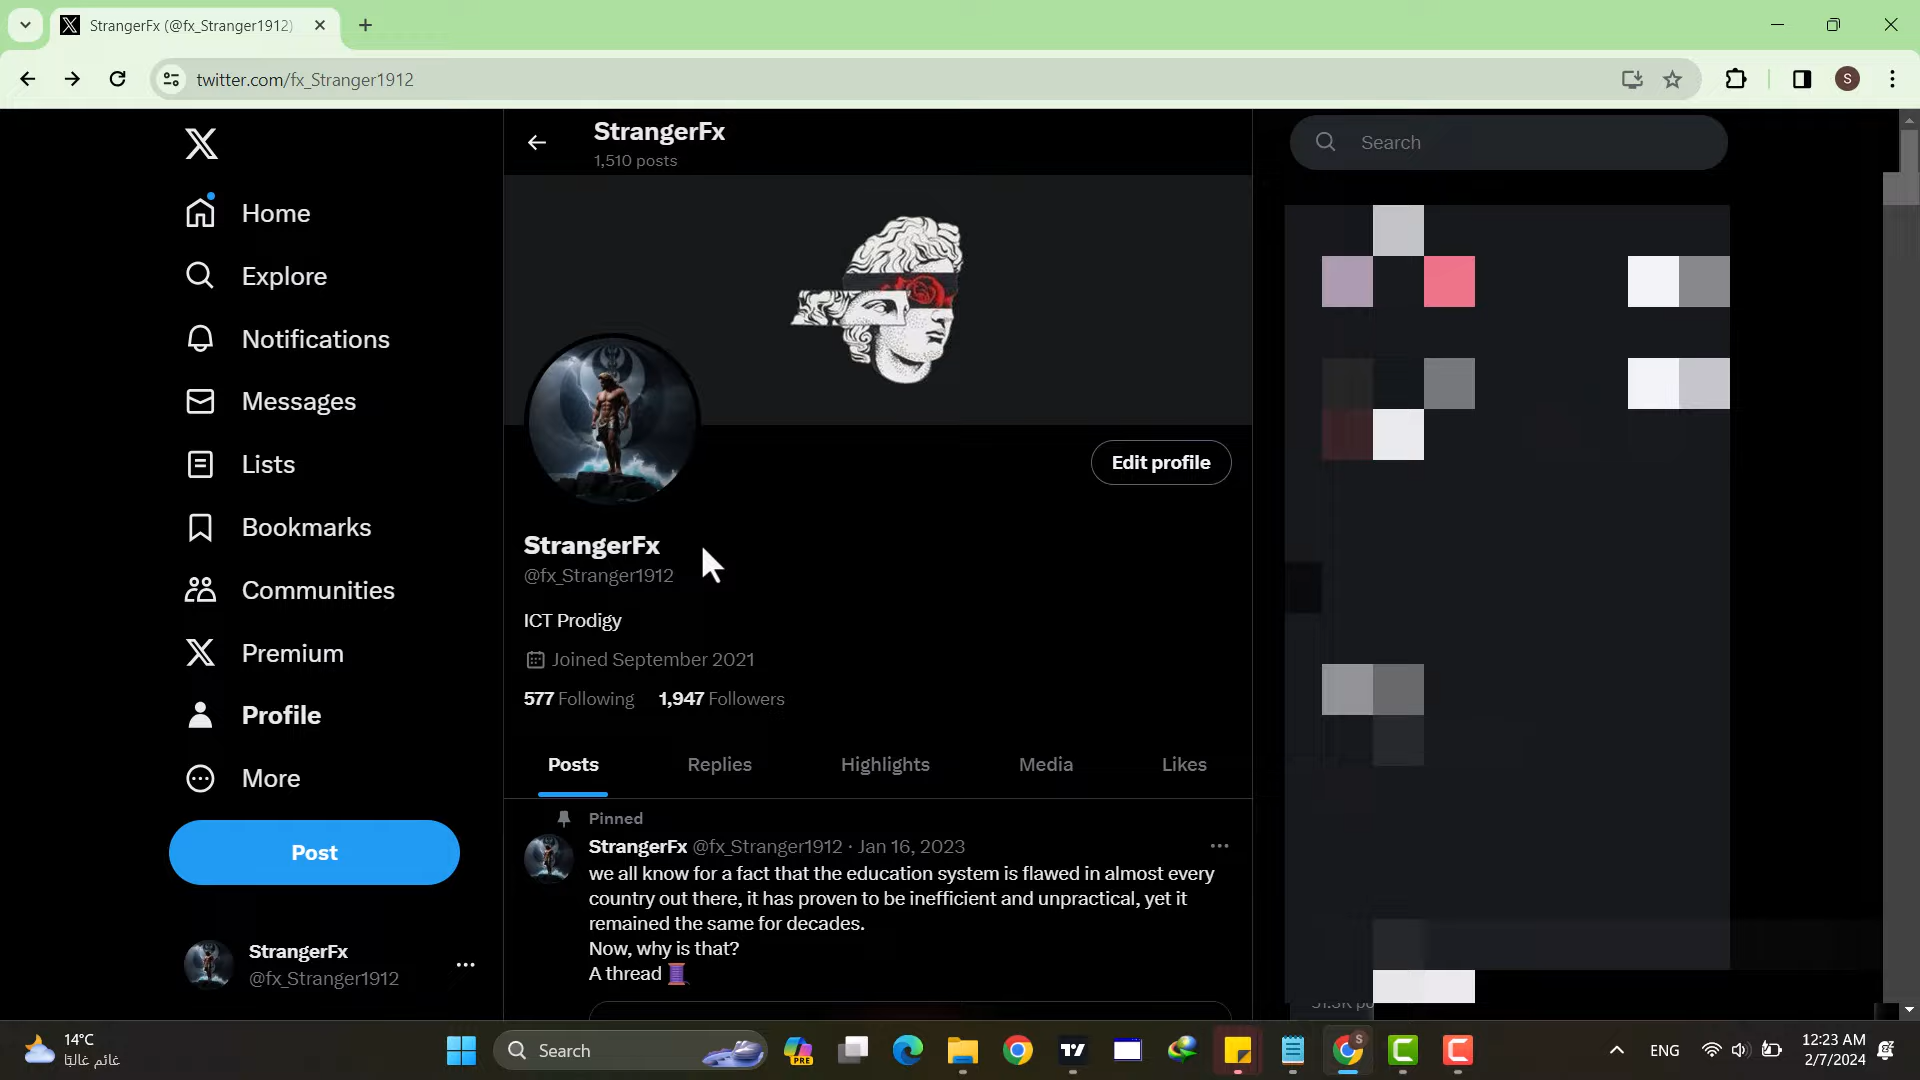 StrangerFx (@fx_Stranger1912)
twitter.com/fx_Stranger1912
S
Home
Explore
Notifications
Messages
Lists
Bookmarks
Communities
Premium
Profile
More
Post
StrangerFx
@fx_Stranger1912
StrangerFx
1,510 posts
Edit profile
StrangerFx
@fx_Stranger1912
ICT Prodigy
Joined September 2021
577 Following 1,947 Followers
Posts Replies Highlights Media Likes
Pinned
StrangerFx @fx_Stranger1912 · Jan 16, 2023
we all know for a fact that the education system is flawed in almost every
country out there, it has proven to be inefficient and unpractical, yet it
remained the same for decades.
Now, why is that?
A thread 🧵
Search
14°C
غائم غالبًا
Search
PRE
ENG
12:23 AM
2/7/2024